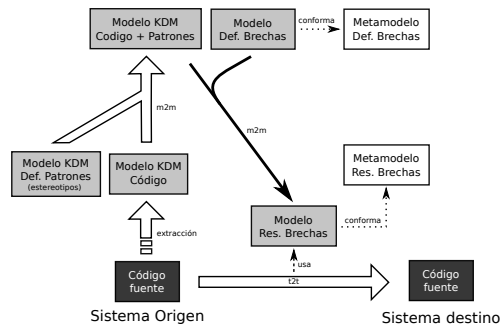 Modelo KDM
Codigo + Patrones
Modelo
Def. Brechas
conforma
Metamodelo
Def. Brechas
m2m
m2m
Modelo KDM
Def. Patrones
(estereotipos)
Modelo KDM
Código
Metamodelo
Res. Brechas
Modelo
Res. Brechas
conforma
extracción
usa
Código
fuente
t2t
Código
fuente
Sistema Origen
Sistema destino